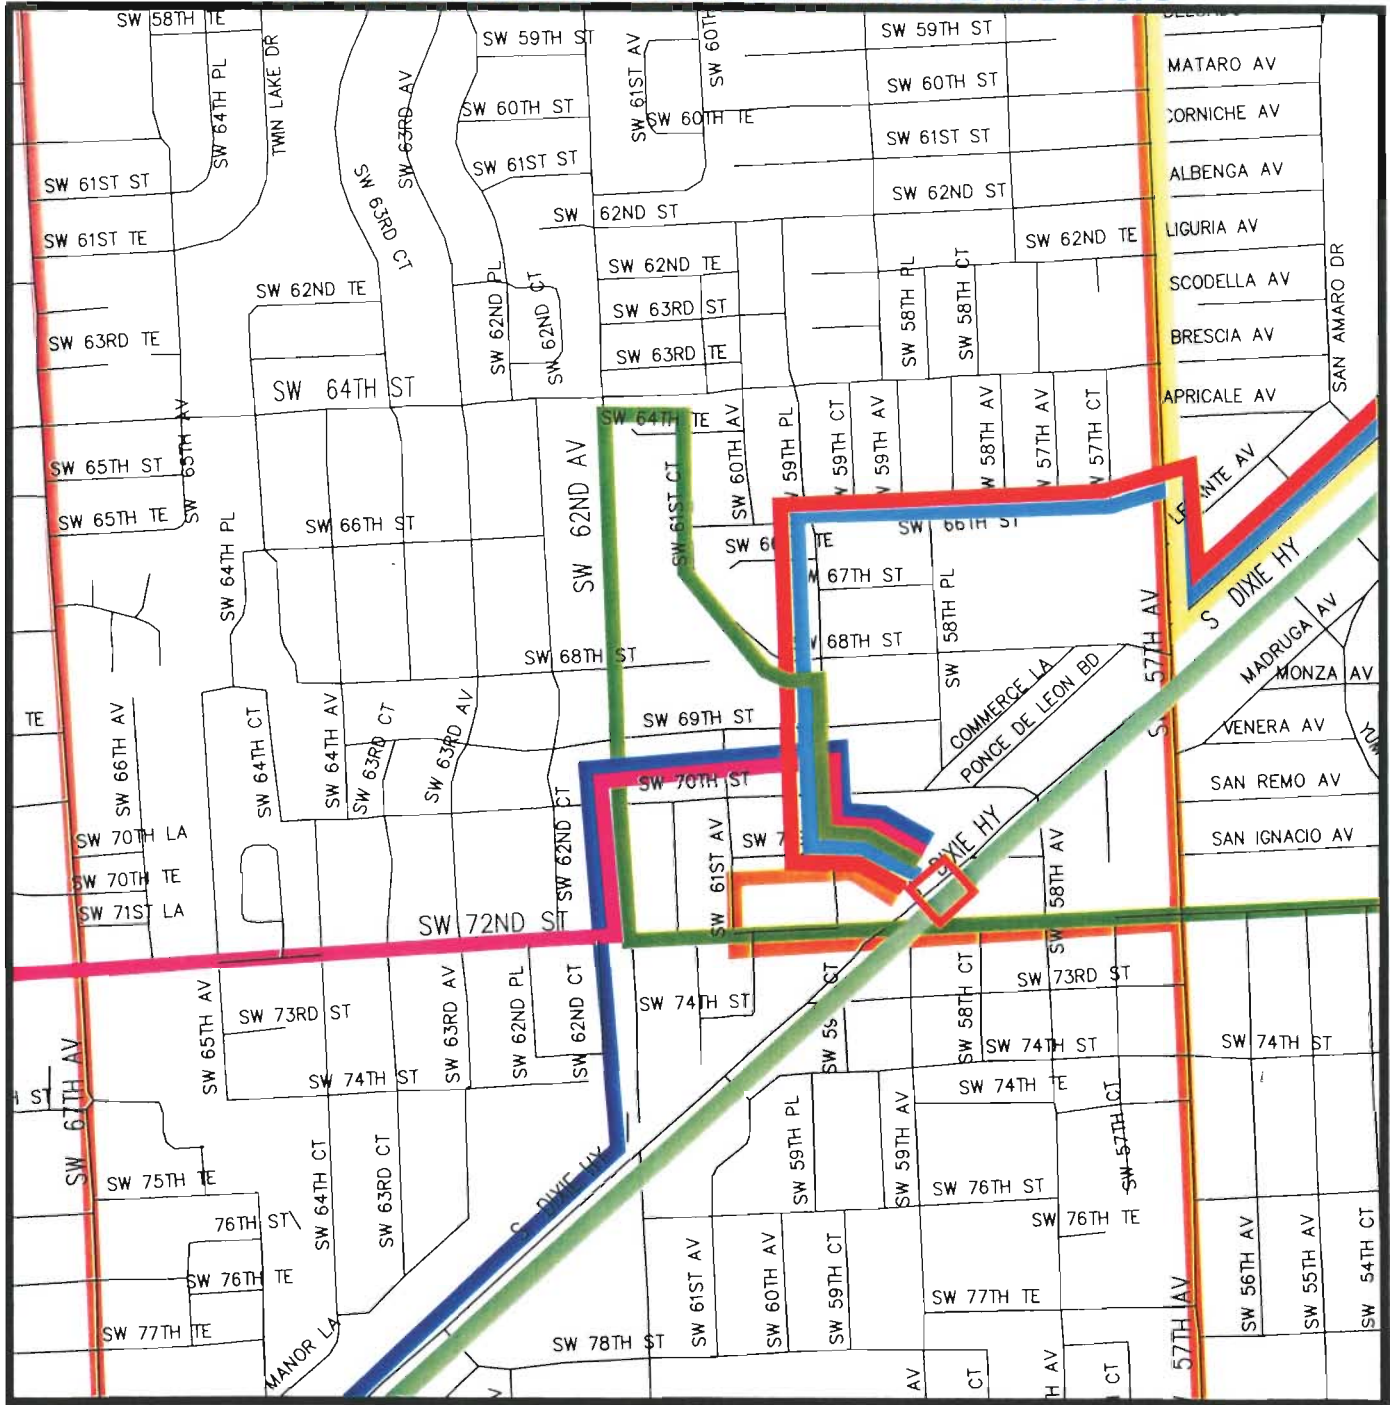 SW 58TH TE
SW 64TH PL
TWIN LAKE DR
SW 63RD AV
SW 63RD CT
SW 59TH ST
SW 60TH ST
SW 61ST ST
SW 61ST AV
SW 60TH
SW 60TH TE
SW 59TH ST
SW 60TH ST
SW 61ST ST
SW 62ND ST
SW 62ND TE
MATARO AV
CORNICHE AV
ALBENGA AV
LIGURIA AV
SCODELLA AV
BRESCIA AV
APRICALE AV
SAN AMARO DR
SW 61ST ST
SW 61ST TE
SW 62ND ST
SW 62ND TE
SW 63RD ST
SW 63RD TE
SW 62ND TE
SW 62ND PL
SW 62ND CT
SW 58TH PL
SW 58TH CT
SW 63RD TE
SW 64TH ST
SW 65TH AV
SW 65TH ST
SW 65TH TE
SW 64TH PL
SW 66TH ST
SW 62ND AV
SW 64TH TE
SW 61ST CT
SW 60TH AV
SW 59TH PL
SW 59TH CT
SW 59TH AV
SW 58TH AV
SW 57TH AV
57TH CT
SW 66TH ST
TE
67TH ST
68TH ST
SW 58TH PL
57TH AV
S DIXIE HY
MADRUGA AV
MONZA AV
VENERA AV
SAN REMO AV
SAN IGNACIO AV
COMMERCE LA
PONCE DE LEON BD
SW 68TH ST
SW 69TH ST
SW 70TH ST
TE
SW 66TH AV
SW 64TH CT
SW 64TH AV
SW 63RD CT
SW 63RD AV
SW 62ND CT
SW 61ST AV
DIXIE HY
SW 58TH AV
SW 70TH LA
SW 70TH TE
SW 71ST LA
SW 72ND ST
SW 65TH AV
SW 73RD ST
SW 74TH ST
SW 63RD AV
SW 62ND PL
SW 62ND CT
SW 74TH ST
CT
SW 58TH CT
SW 73RD ST
SW 74TH ST
SW 74TH ST
SW 74TH TE
SW 57TH CT
SW 67TH AV
SW 75TH TE
76TH ST
SW 76TH TE
SW 77TH TE
MANOR LA
SW 64TH CT
SW 63RD CT
S DIXIE HY
SW 59TH PL
SW 59TH AV
SW 76TH ST
SW 76TH TE
SW 77TH TE
SW 61ST AV
SW 60TH AV
SW 59TH CT
SW 78TH ST
57TH AV
SW 56TH AV
SW 55TH AV
SW 54TH CT
AV
CT
AV
CT